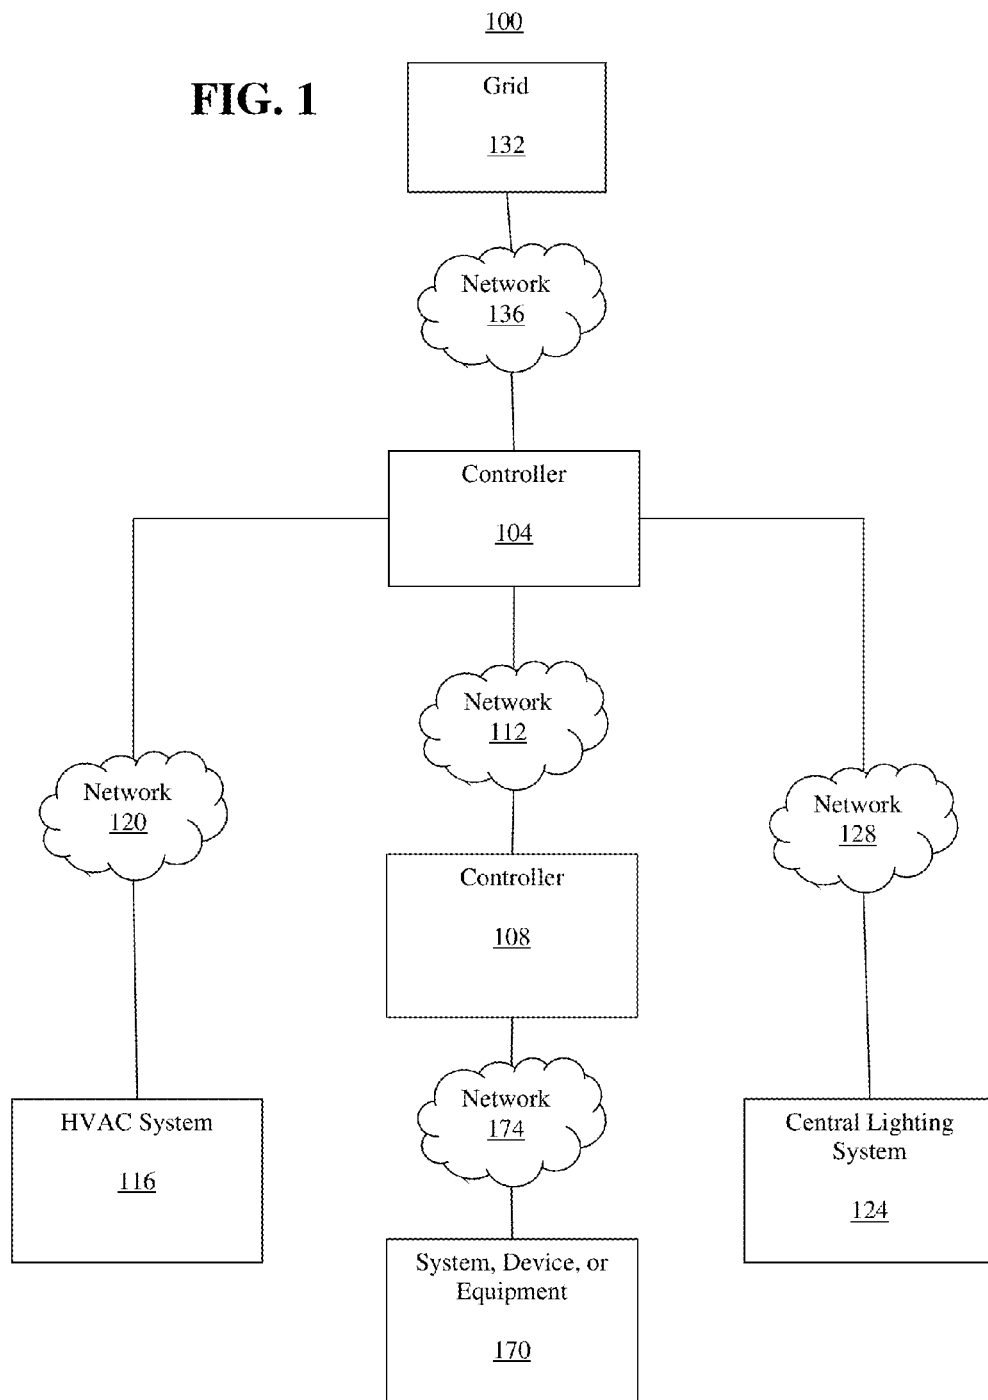 100
FIG. 1
Grid
132
Network
136
Controller
104
Network
112
Network
120
Network
128
Controller
108
Network
174
HVAC System
116
Central Lighting
System
124
System, Device, or
Equipment
170